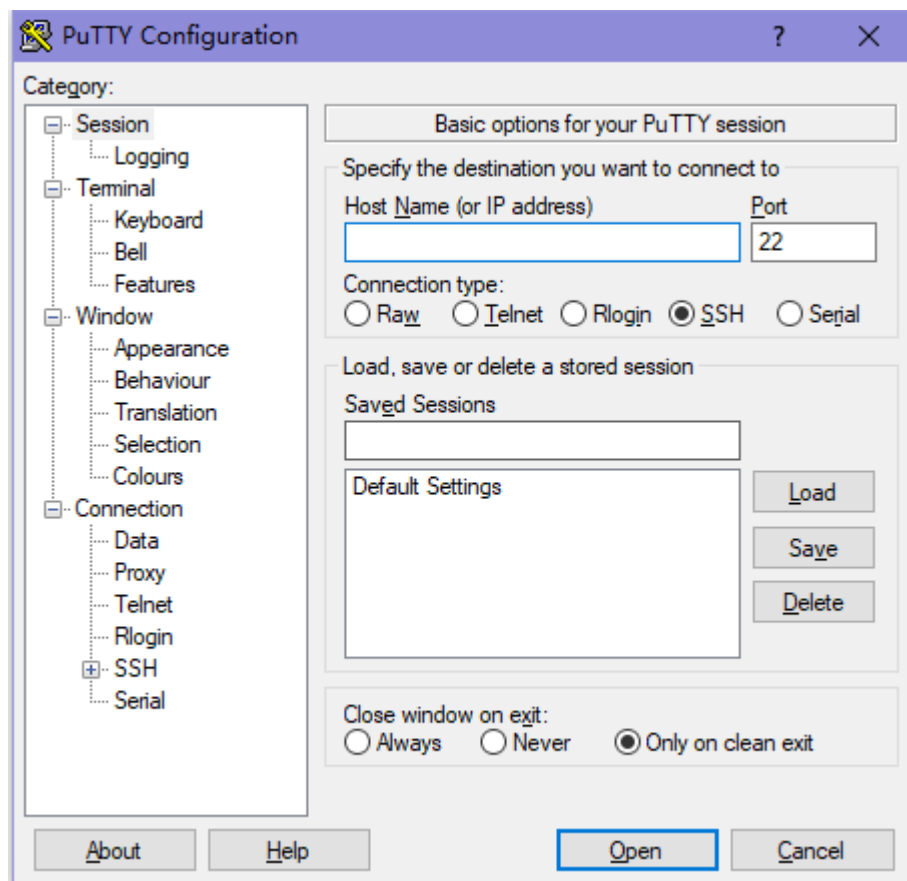 PuTTY Configuration
?
Category:
Session
Logging
Terminal
Keyboard
Bell
Features
Window
Appearance
Behaviour
Translation
Selection
Colours
Connection
Data
Proxy
Telnet
Rlogin
SSH
Serial
Basic options for your PuTTY session
Specify the destination you want to connect to
Host Name (or IP address) Port
22
Connection type:
Raw Telnet Rlogin SSH Serial
Load, save or delete a stored session
Saved Sessions
Default Settings
Load
Save
Delete
Close window on exit:
Always Never Only on clean exit
About Help Open Cancel